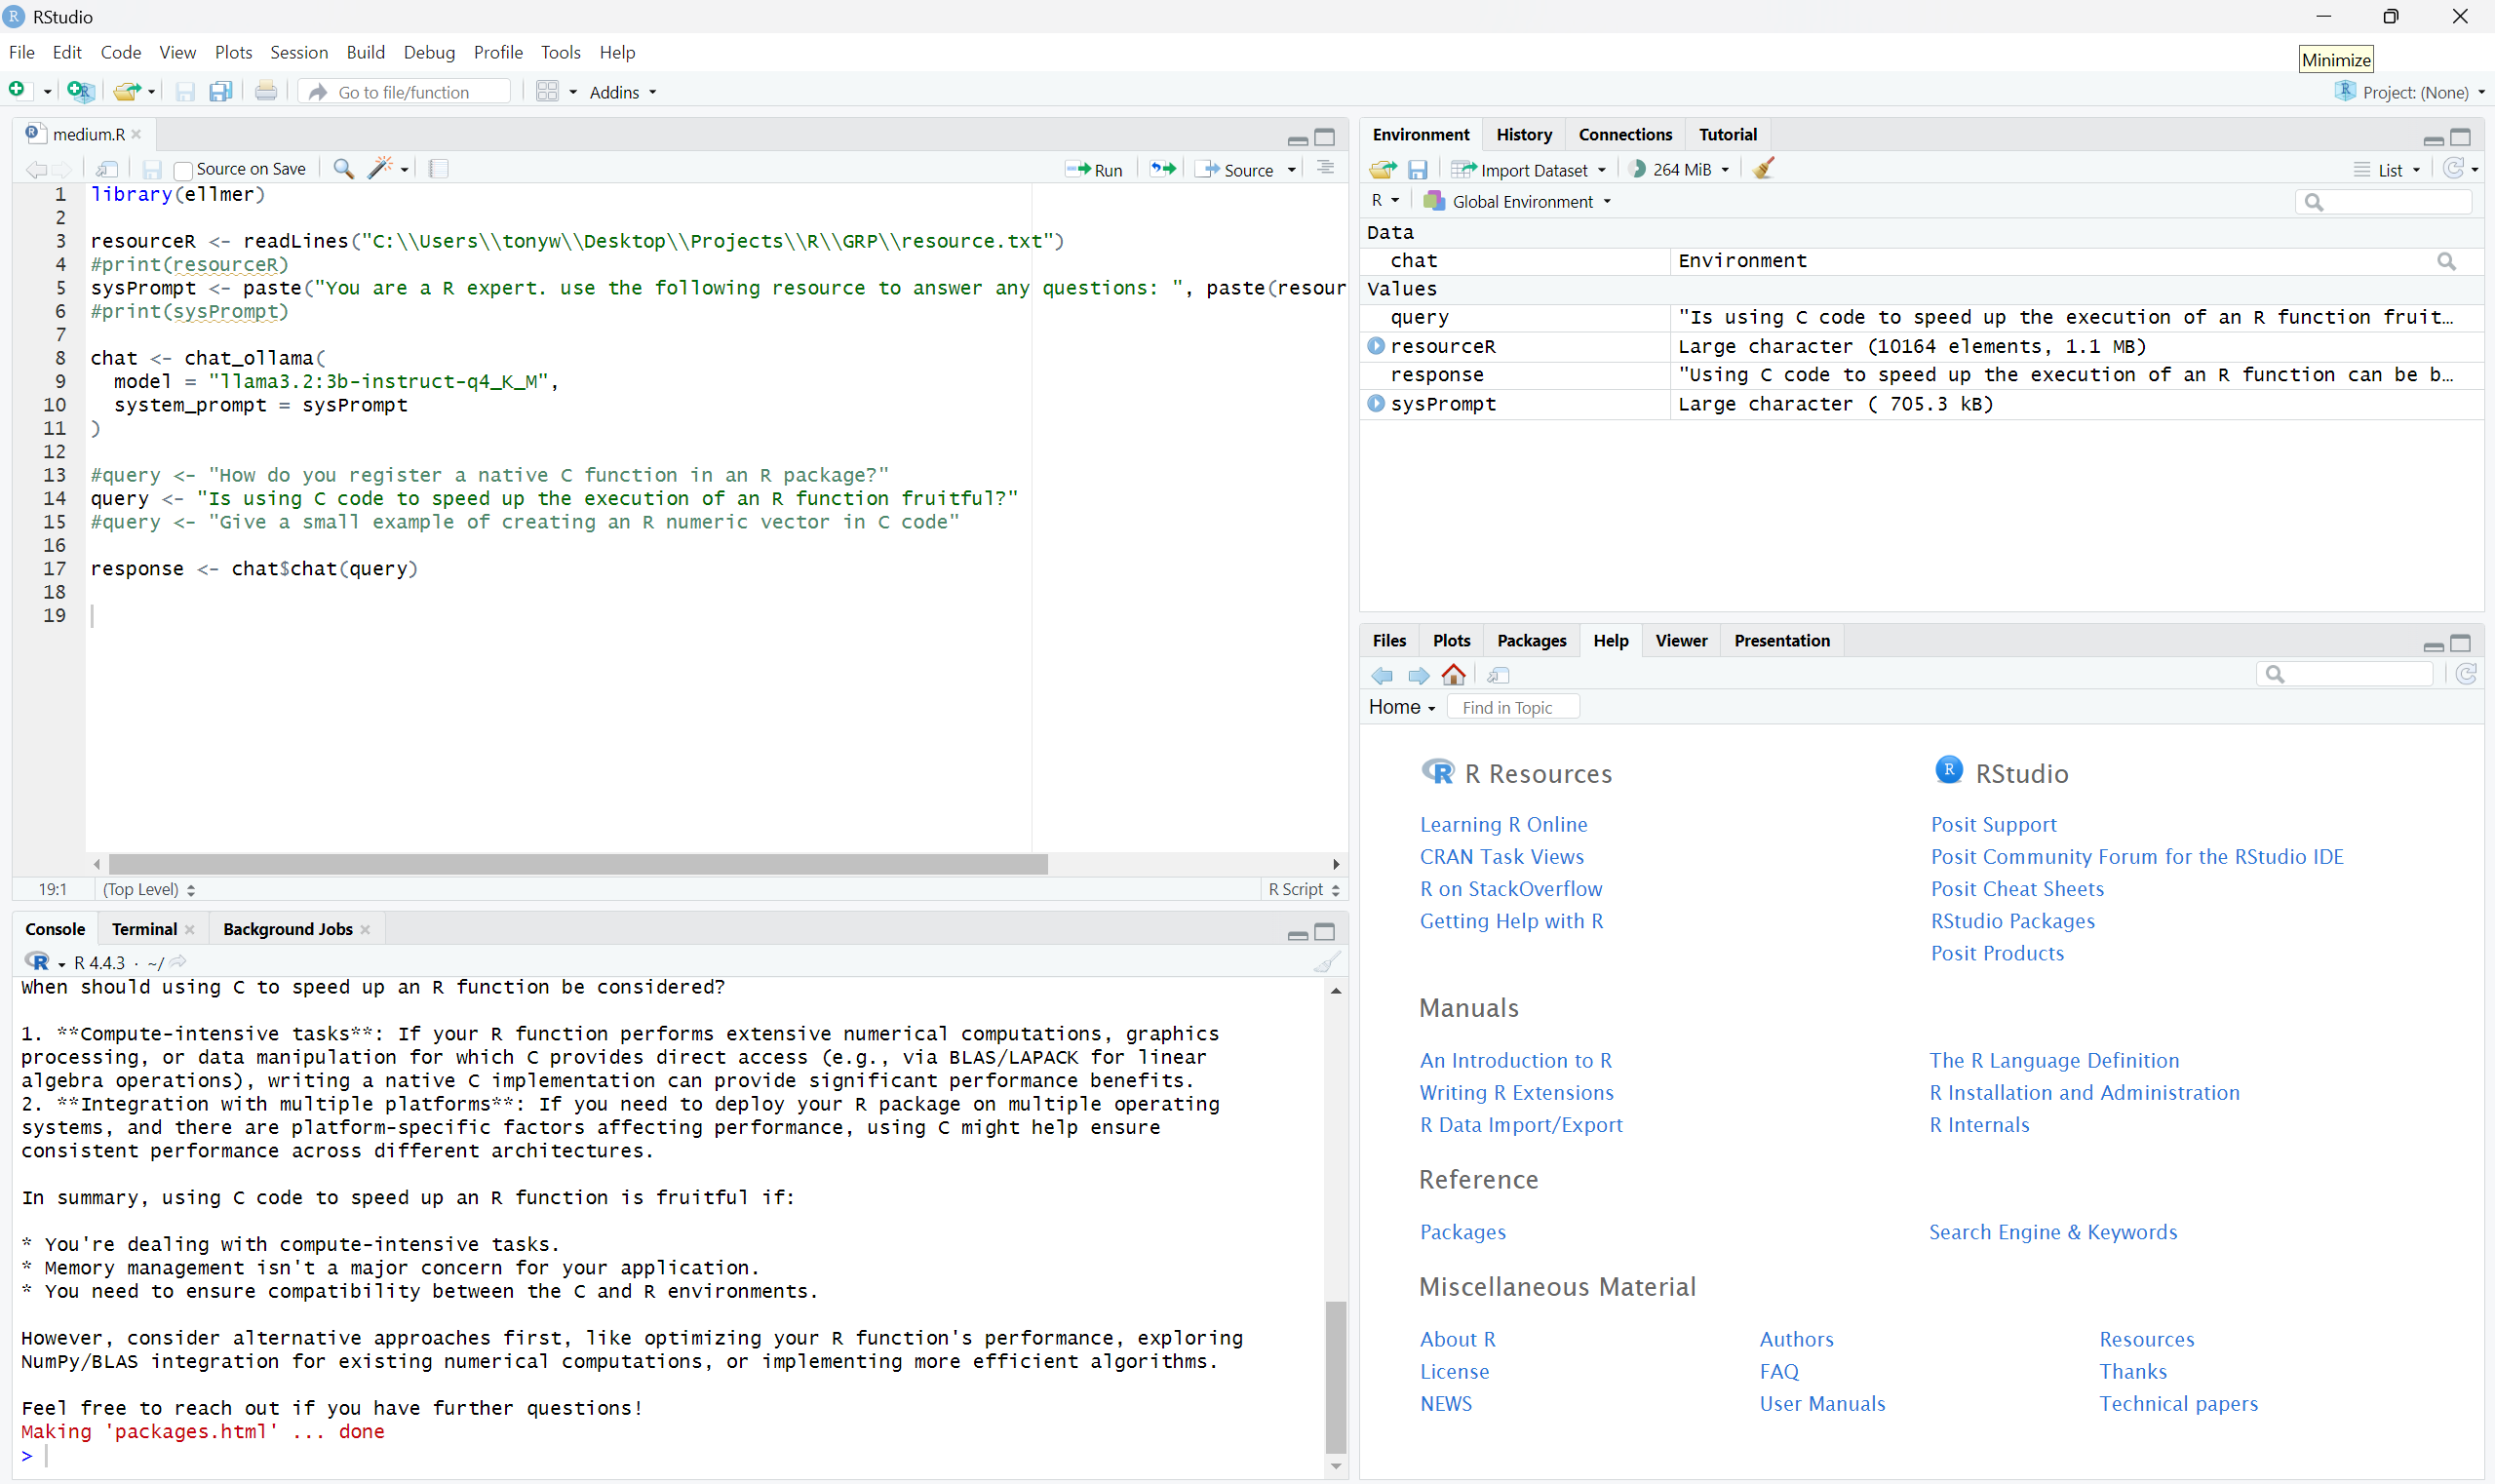 RStudio
File Edit Code View Plots Session Build Debug Profile Tools Help
Minimize
Go to file/function Addins
Project: (None)
medium.R
Source on Save Run Source
1 library(ellmer)
2
3 resourceR <- readLines("C:\\Users\\tonyw\\Desktop\\Projects\\R\\GRP\\resource.txt")
4 #print(resourceR)
5 sysPrompt <- paste("You are a R expert. use the following resource to answer any questions: ", paste(resour
6 #print(sysPrompt)
7
8 chat <- chat_ollama(
9 model = "llama3.2:3b-instruct-q4_K_M",
10 system_prompt = sysPrompt
11 )
12
13 #query <- "How do you register a native C function in an R package?"
14 query <- "Is using C code to speed up the execution of an R function fruitful?"
15 #query <- "Give a small example of creating an R numeric vector in C code"
16
17 response <- chat$chat(query)
18
19
19:1 (Top Level) R Script
Console Terminal Background Jobs
R 4.4.3 · ~/
When should using C to speed up an R function be considered?
1. **Compute-intensive tasks**: If your R function performs extensive numerical computations, graphics
processing, or data manipulation for which C provides direct access (e.g., via BLAS/LAPACK for linear
algebra operations), writing a native C implementation can provide significant performance benefits.
2. **Integration with multiple platforms**: If you need to deploy your R package on multiple operating
systems, and there are platform-specific factors affecting performance, using C might help ensure
consistent performance across different architectures.
In summary, using C code to speed up an R function is fruitful if:
* You're dealing with compute-intensive tasks.
* Memory management isn't a major concern for your application.
* You need to ensure compatibility between the C and R environments.
However, consider alternative approaches first, like optimizing your R function's performance, exploring
NumPy/BLAS integration for existing numerical computations, or implementing more efficient algorithms.
Feel free to reach out if you have further questions!
Making 'packages.html' ... done
>
Environment History Connections Tutorial
Import Dataset 264 MiB List
R Global Environment
Data
chat Environment
Values
query "Is using C code to speed up the execution of an R function fruit…
resourceR Large character (10164 elements, 1.1 MB)
response "Using C code to speed up the execution of an R function can be b…
sysPrompt Large character ( 705.3 kB)
Files Plots Packages Help Viewer Presentation
Home Find in Topic
R Resources RStudio
Learning R Online Posit Support
CRAN Task Views Posit Community Forum for the RStudio IDE
R on StackOverflow Posit Cheat Sheets
Getting Help with R RStudio Packages
Posit Products
Manuals
An Introduction to R The R Language Definition
Writing R Extensions R Installation and Administration
R Data Import/Export R Internals
Reference
Packages Search Engine & Keywords
Miscellaneous Material
About R Authors Resources
License FAQ Thanks
NEWS User Manuals Technical papers